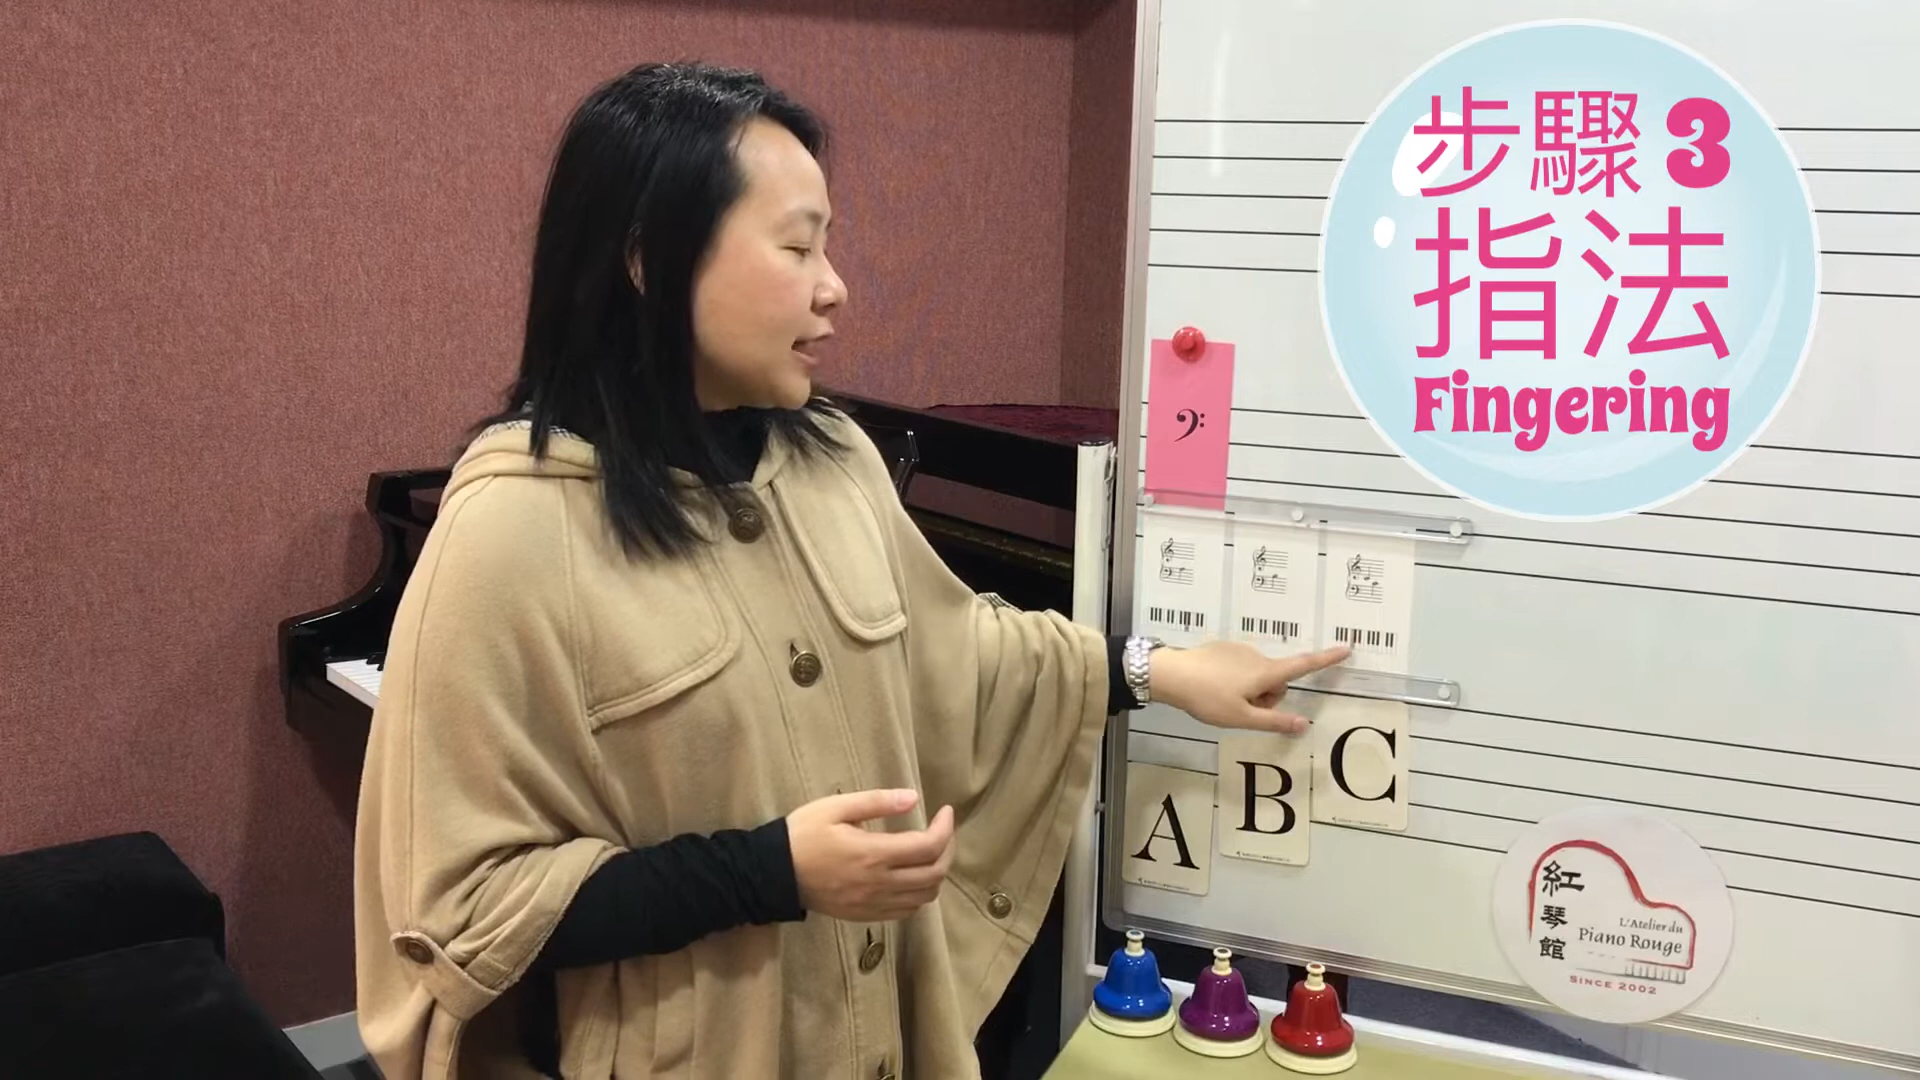 步驟 3
指法
Fingering
A
B
C
紅琴館
L'Atelier du
Piano Rouge
SINCE 2002